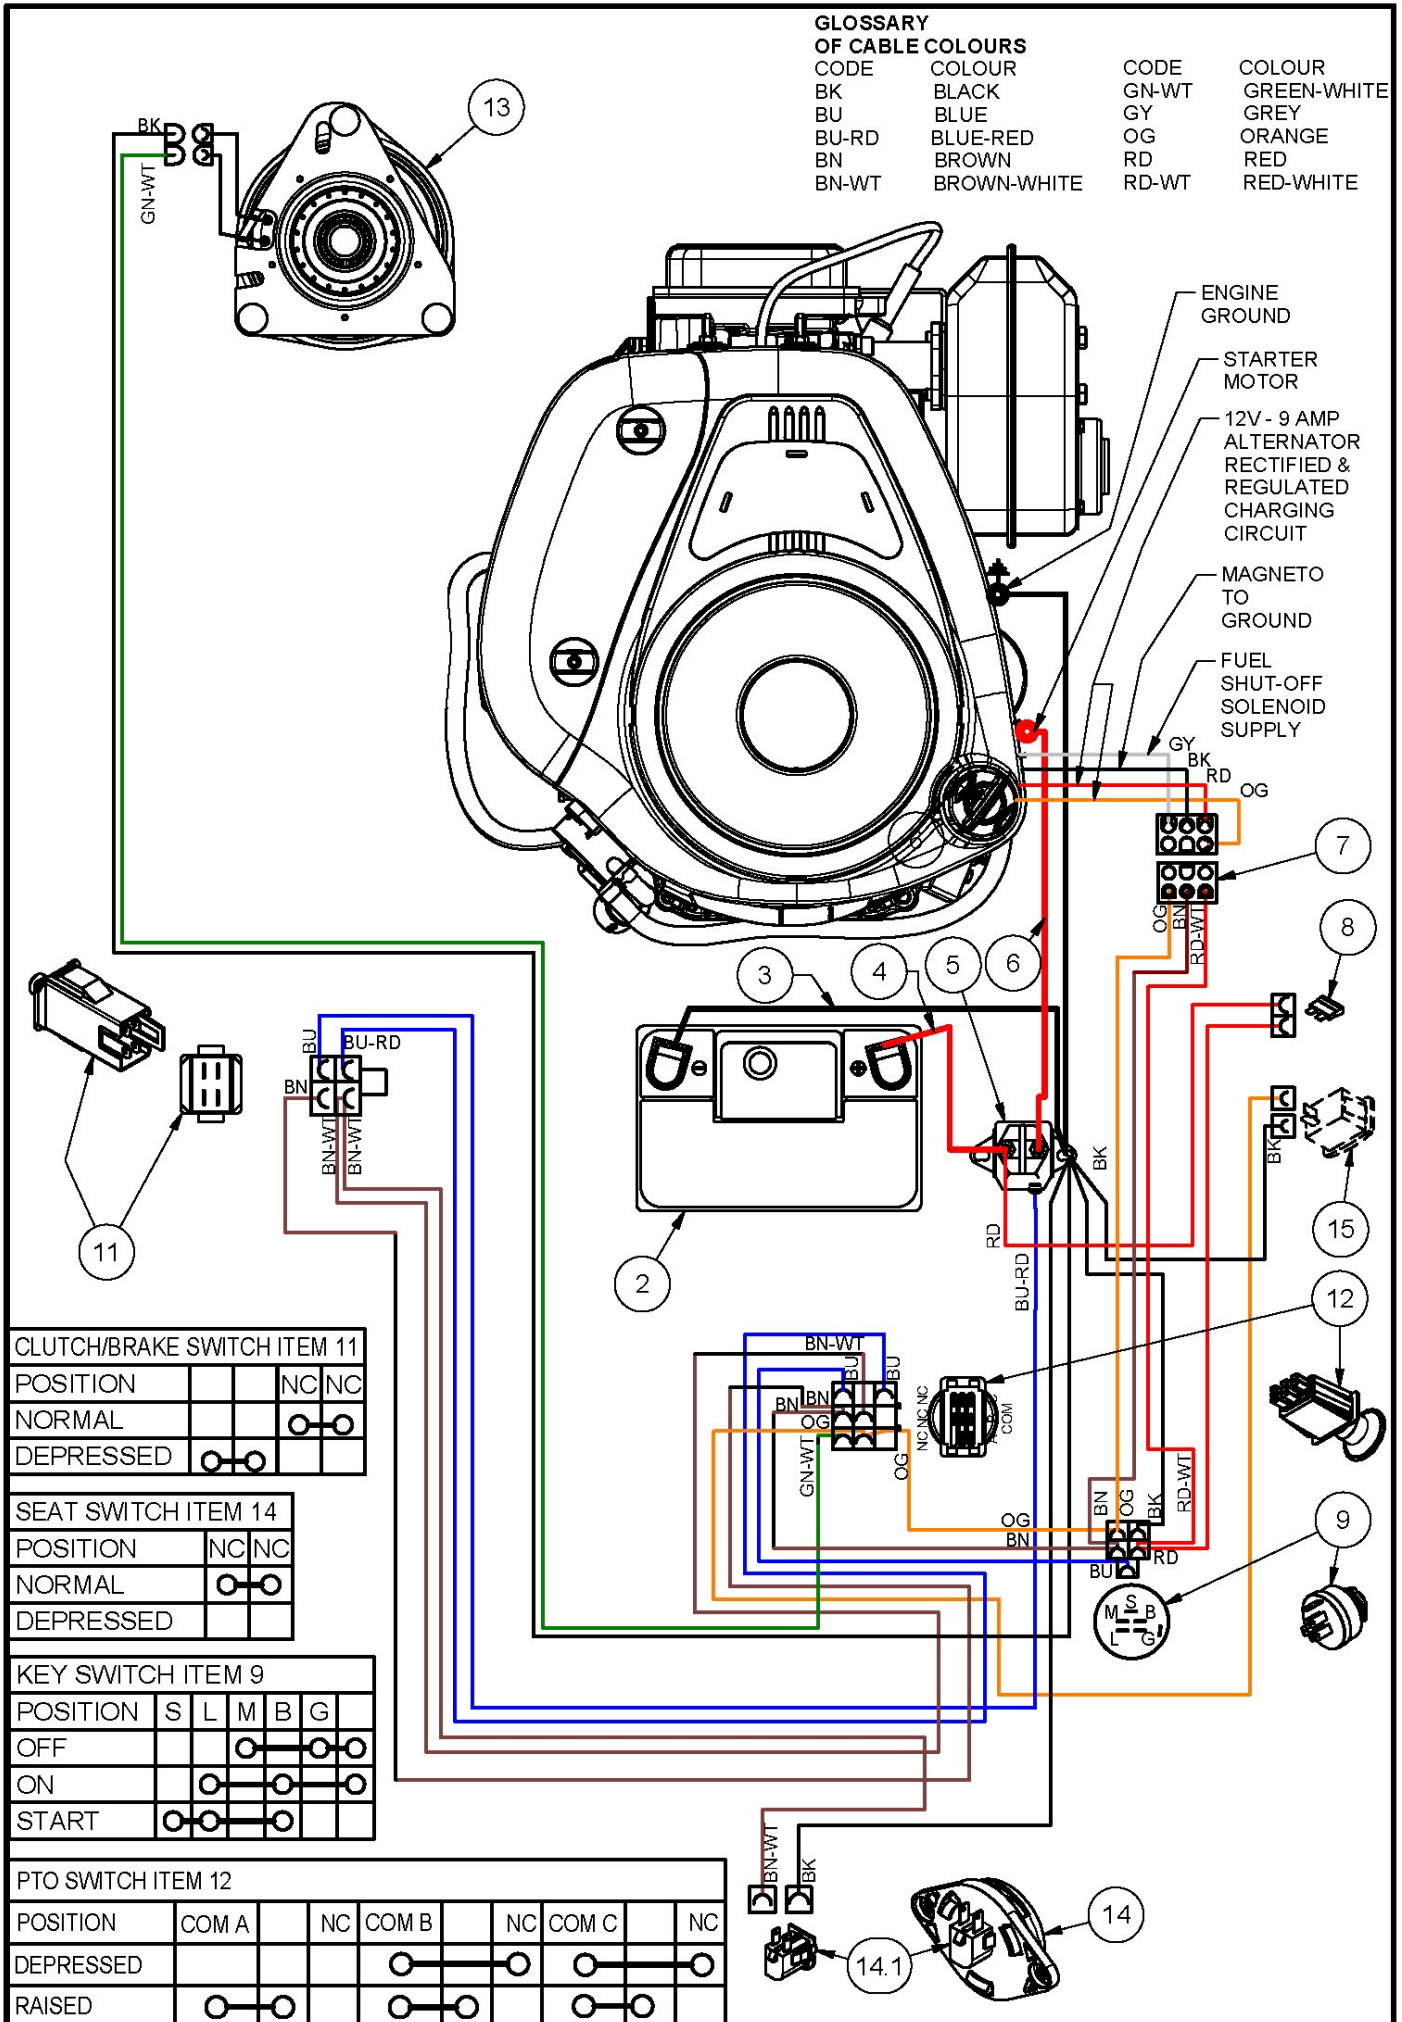 GLOSSARY
OF CABLE COLOURS
CODE COLOUR CODE COLOUR
BK BLACK GN-WT GREEN-WHITE
BU BLUE GY GREY
BU-RD BLUE-RED OG ORANGE
BN BROWN RD RED
BN-WT BROWN-WHITE RD-WT RED-WHITE
13
BK
GN-WT
ENGINE
GROUND
STARTER
MOTOR
12V - 9 AMP
ALTERNATOR
RECTIFIED &
REGULATED
CHARGING
CIRCUIT
MAGNETO
TO
GROUND
FUEL
SHUT-OFF
SOLENOID
SUPPLY
GY
BK
RD
OG
7
OG
BN
RD-WT
8
3
4
5
6
BU
BU-RD
BN
BN-WT
BN-WT
11
2
BK
BK
15
RD
BU-RD
12
CLUTCH/BRAKE SWITCH ITEM 11
POSITION NC NC
NORMAL
DEPRESSED
BN-WT
BU
BU
BN
BN
OG
GN-WT
OG
NC NC NC
A B C
COM
SEAT SWITCH ITEM 14
POSITION NC NC
NORMAL
DEPRESSED
BN
OG
BK
RD-WT
OG
BN
RD
BU
9
S
M B
L G
KEY SWITCH ITEM 9
POSITION S L M B G
OFF
ON
START
BN-WT
BK
PTO SWITCH ITEM 12
POSITION COM A NC COM B NC COM C NC
DEPRESSED
RAISED
14.1
14